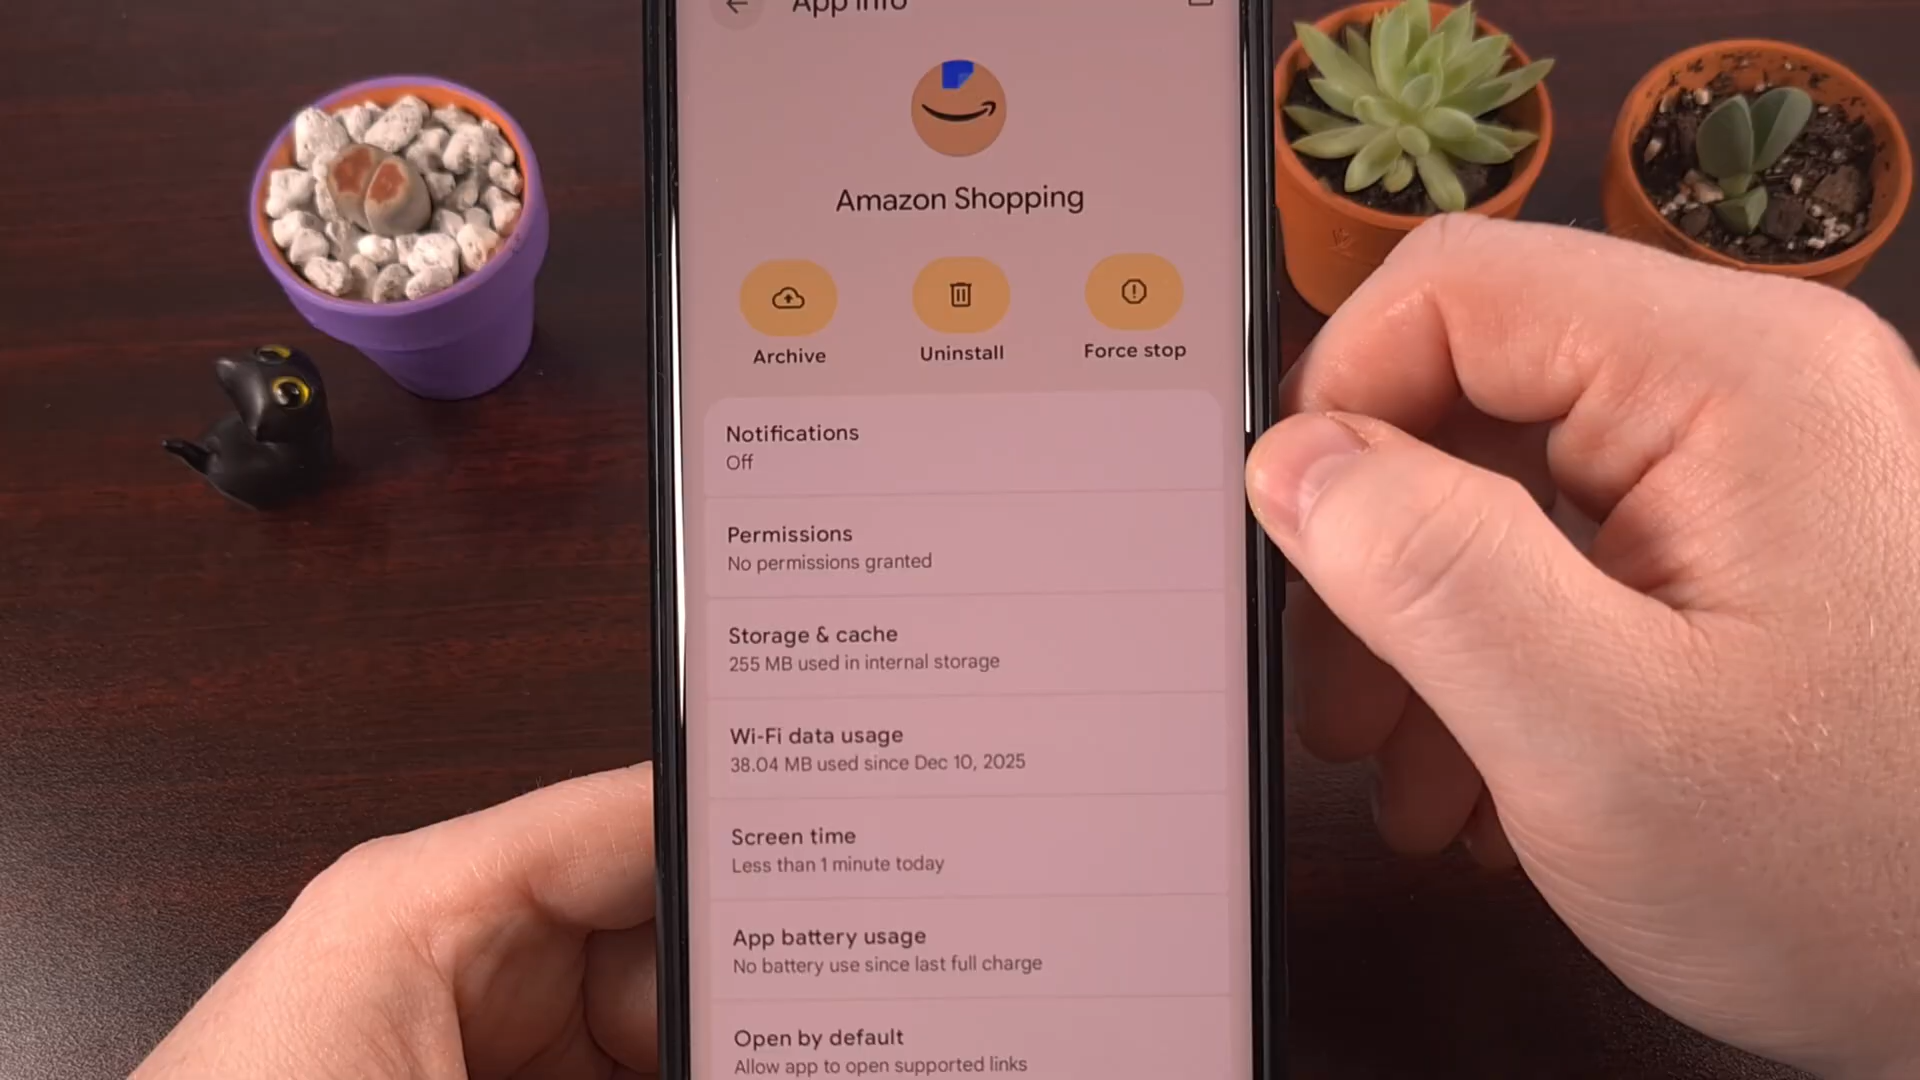 App info
Amazon Shopping
Archive
Uninstall
Force stop
Notifications
Off
Permissions
No permissions granted
Storage & cache
255 MB used in internal storage
Wi-Fi data usage
38.04 MB used since Dec 10, 2025
Screen time
Less than 1 minute today
App battery usage
No battery use since last full charge
Open by default
Allow app to open supported links